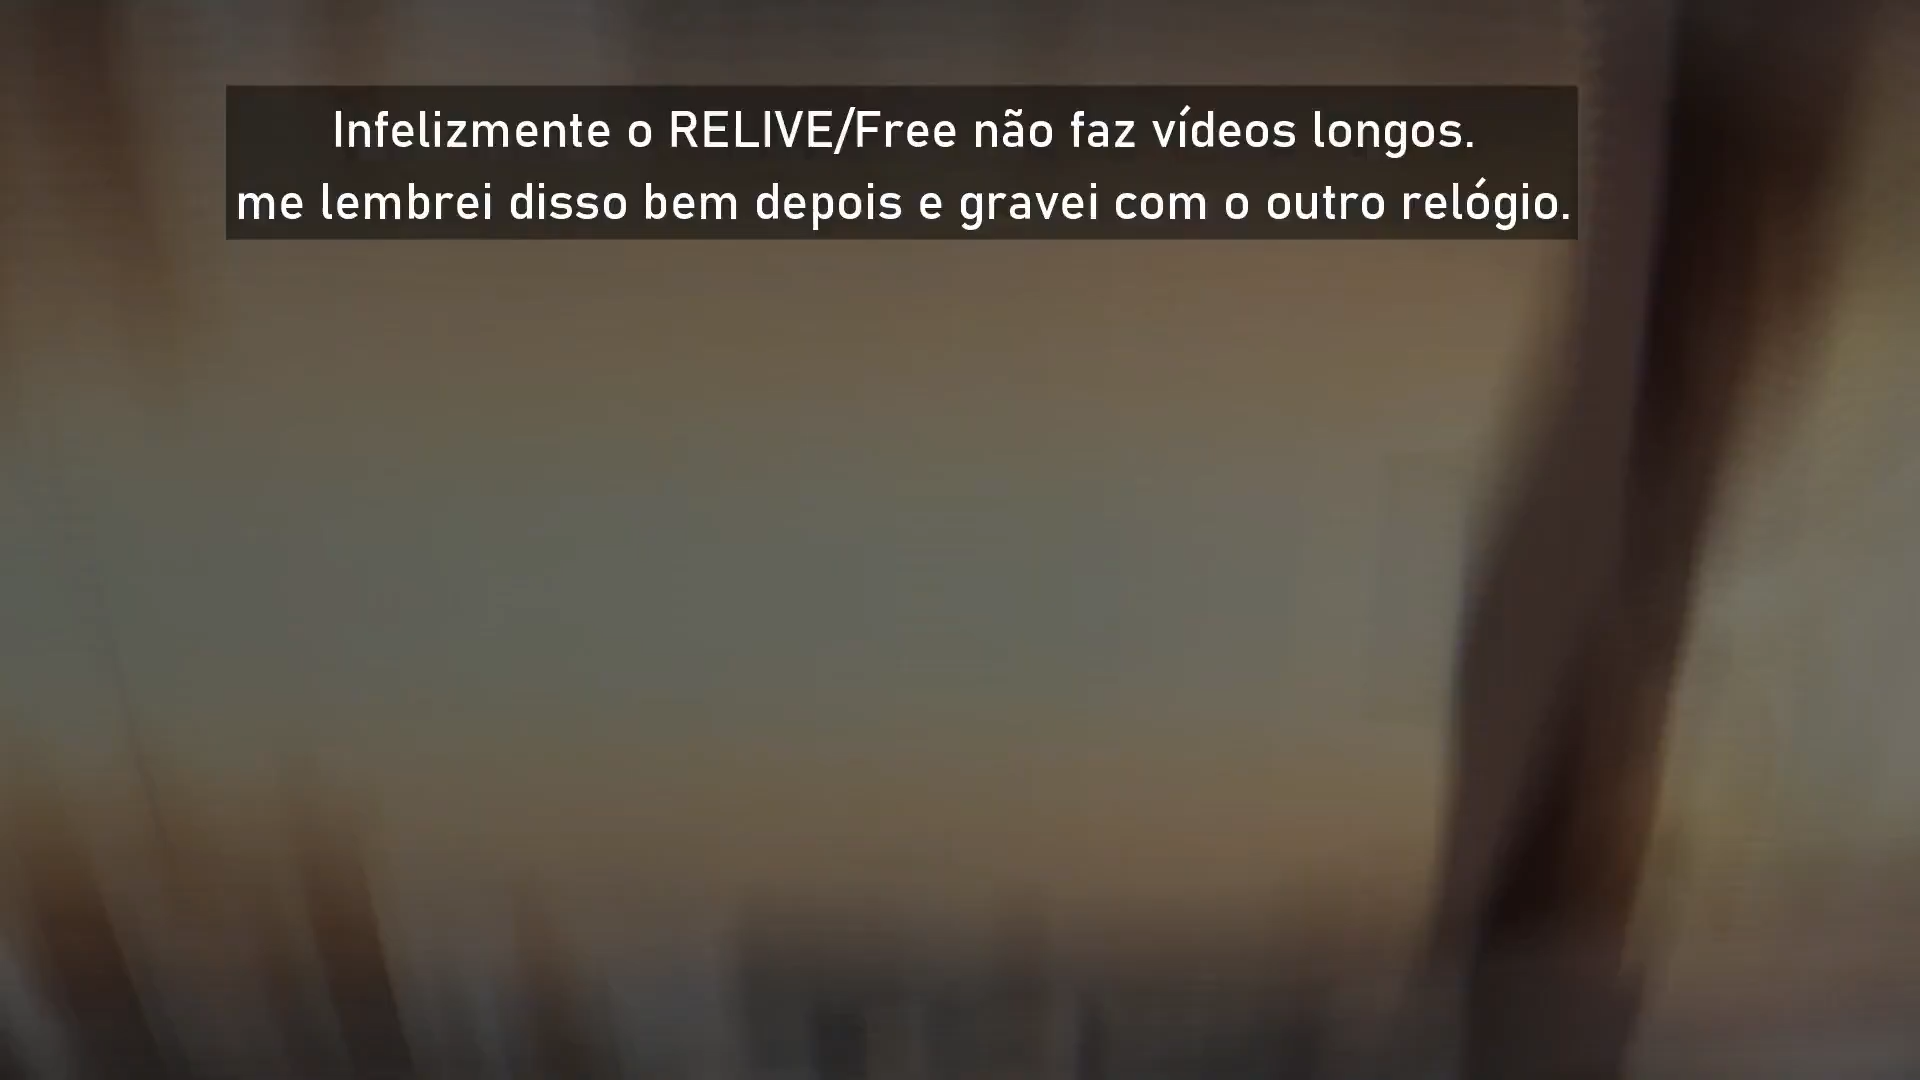 Infelizmente o RELIVE/Free não faz vídeos longos.
me lembrei disso bem depois e gravei com o outro relógio.